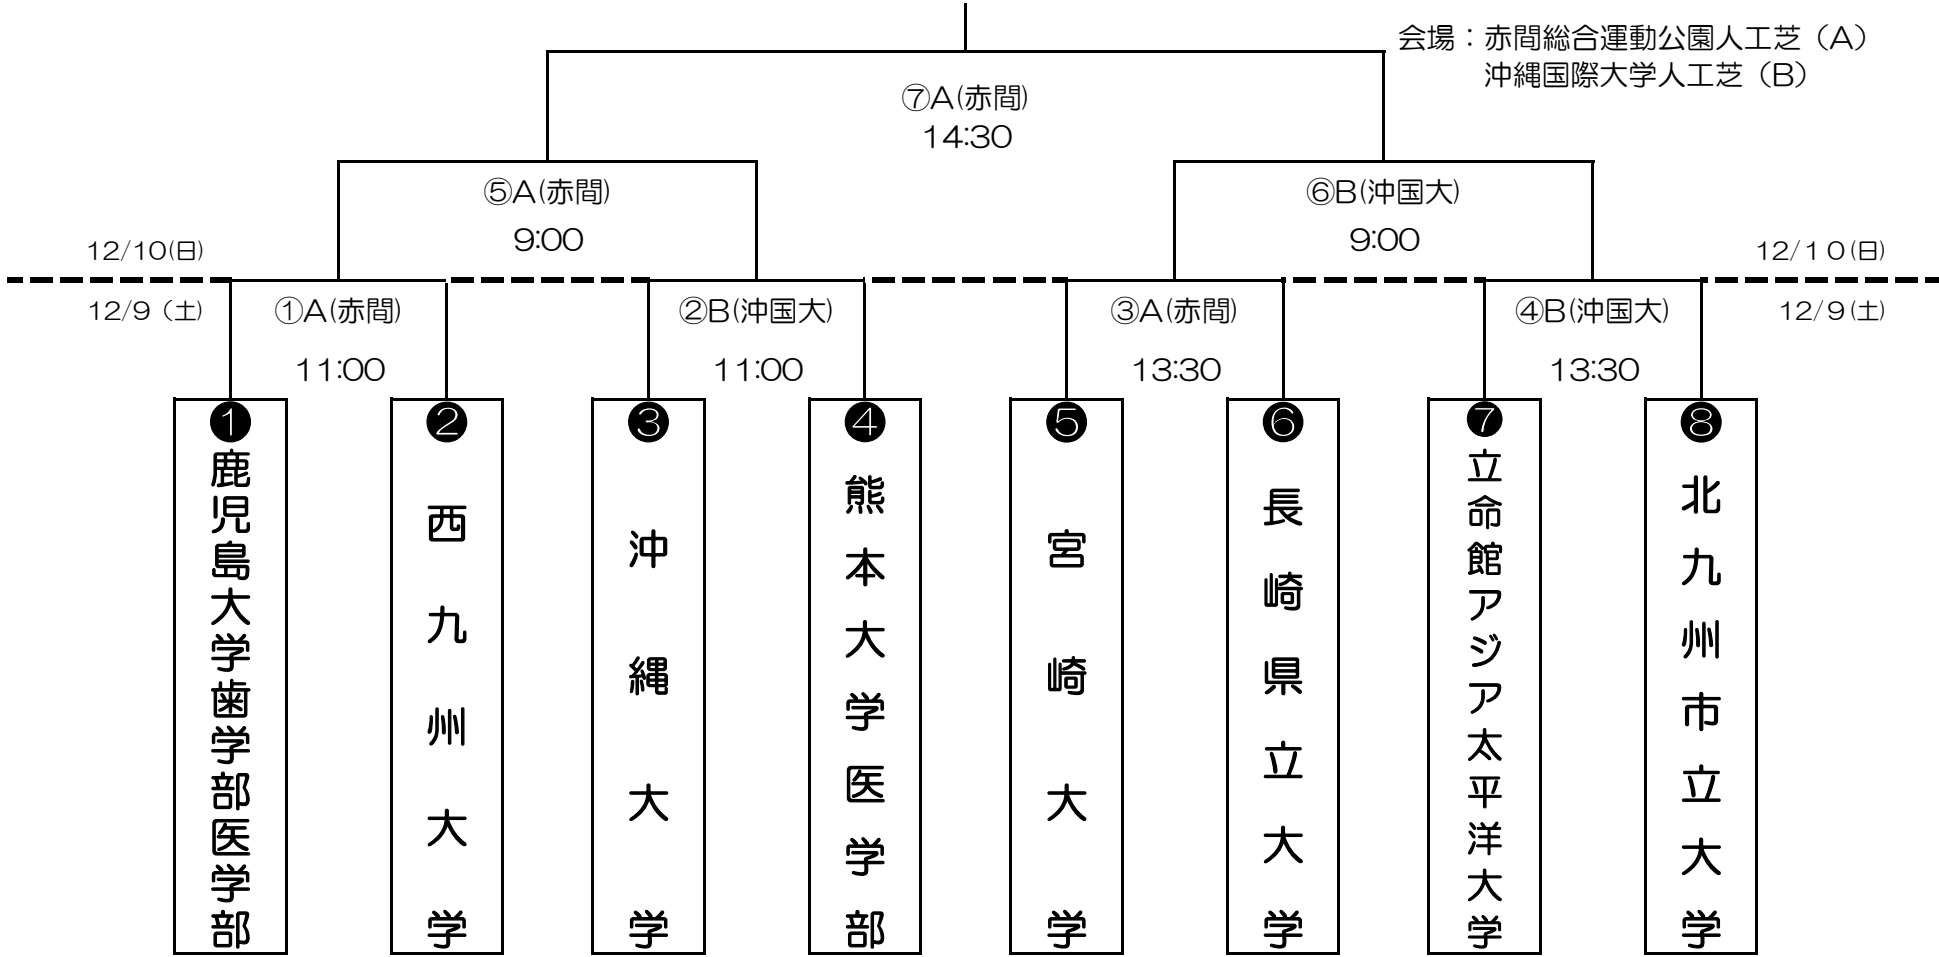 会場：赤間総合運動公園人工芝（A）
沖縄国際大学人工芝（B）
⑦A(赤間)
14:30
⑤A(赤間)
9:00
⑥B(沖国大)
9:00
12/10(日)
12/10(日)
12/9（土）
①A(赤間)
11:00
②B(沖国大)
11:00
③A(赤間)
13:30
④B(沖国大)
13:30
12/9(土)
❶鹿児島大学歯学部医学部
❷西九州大学
❸沖縄大学
❹熊本大学医学部
❺宮崎大学
❻長崎県立大学
❼立命館アジア太平洋大学
❽北九州市立大学